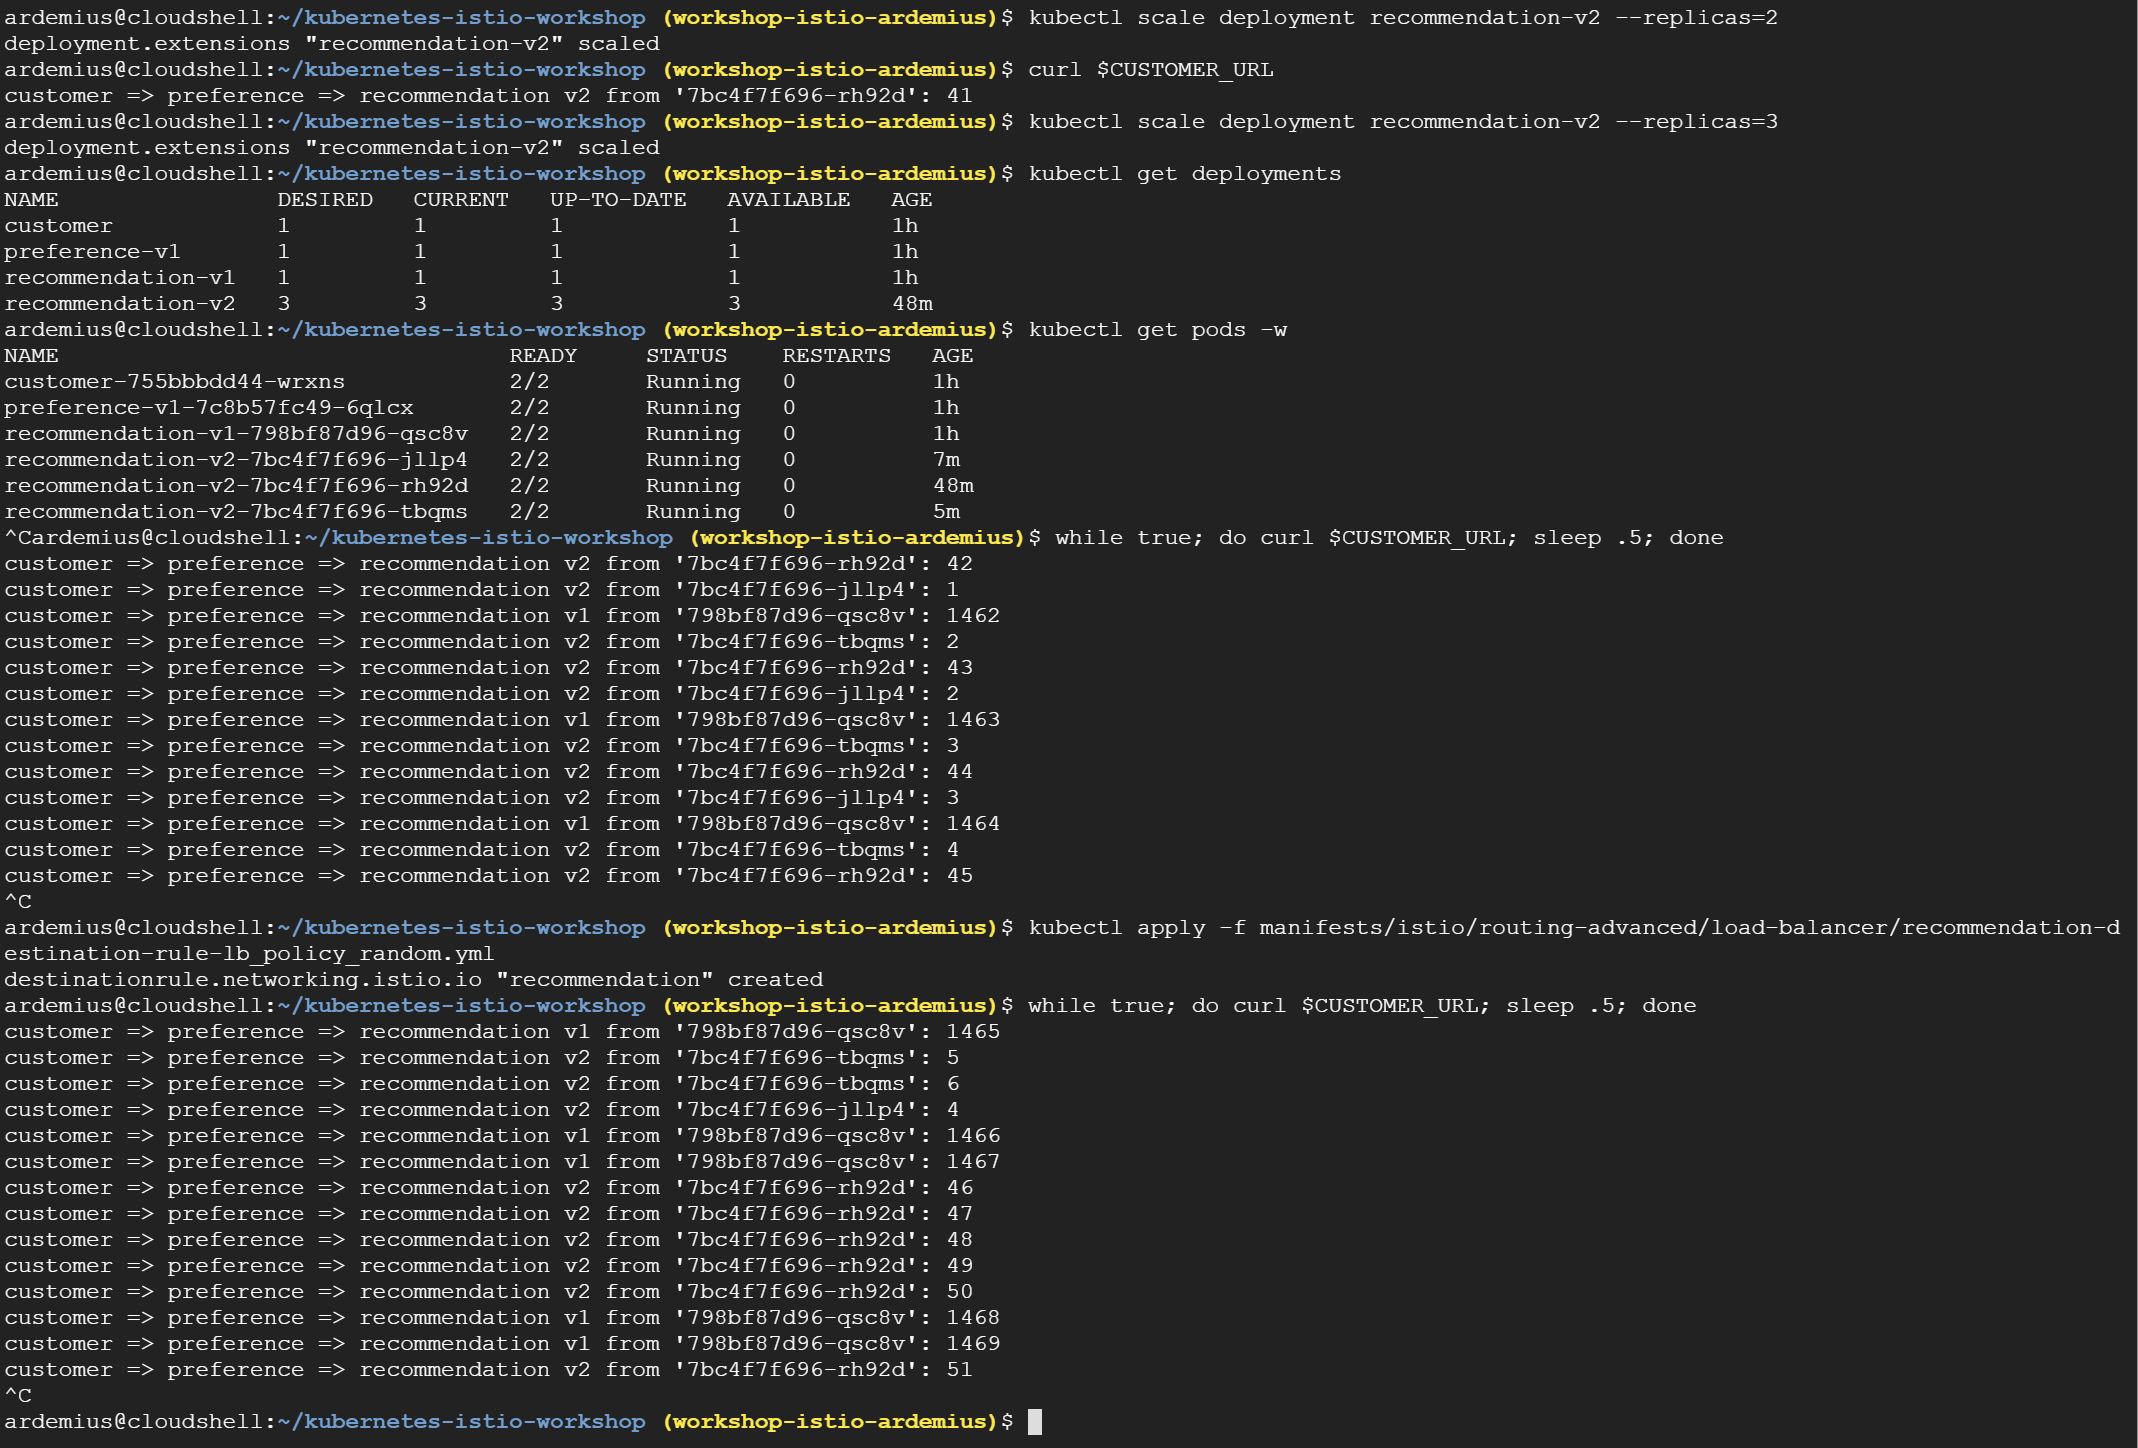 ardemius@cloudshell:~/kubernetes-istio-workshop (workshop-istio-ardemius)$ kubectl scale deployment recommendation-v2 --replicas=2
deployment.extensions "recommendation-v2" scaled
ardemius@cloudshell:~/kubernetes-istio-workshop (workshop-istio-ardemius)$ curl $CUSTOMER_URL
customer => preference => recommendation v2 from '7bc4f7f696-rh92d': 41
ardemius@cloudshell:~/kubernetes-istio-workshop (workshop-istio-ardemius)$ kubectl scale deployment recommendation-v2 --replicas=3
deployment.extensions "recommendation-v2" scaled
ardemius@cloudshell:~/kubernetes-istio-workshop (workshop-istio-ardemius)$ kubectl get deployments
NAME                DESIRED   CURRENT   UP-TO-DATE   AVAILABLE   AGE
customer            1         1         1            1           1h
preference-v1       1         1         1            1           1h
recommendation-v1   1         1         1            1           1h
recommendation-v2   3         3         3            3           48m
ardemius@cloudshell:~/kubernetes-istio-workshop (workshop-istio-ardemius)$ kubectl get pods -w
NAME                                 READY     STATUS    RESTARTS   AGE
customer-755bbbdd44-wrxns            2/2       Running   0          1h
preference-v1-7c8b57fc49-6qlcx       2/2       Running   0          1h
recommendation-v1-798bf87d96-qsc8v   2/2       Running   0          1h
recommendation-v2-7bc4f7f696-jllp4   2/2       Running   0          7m
recommendation-v2-7bc4f7f696-rh92d   2/2       Running   0          48m
recommendation-v2-7bc4f7f696-tbqms   2/2       Running   0          5m
^Cardemius@cloudshell:~/kubernetes-istio-workshop (workshop-istio-ardemius)$ while true; do curl $CUSTOMER_URL; sleep .5; done
customer => preference => recommendation v2 from '7bc4f7f696-rh92d': 42
customer => preference => recommendation v2 from '7bc4f7f696-jllp4': 1
customer => preference => recommendation v1 from '798bf87d96-qsc8v': 1462
customer => preference => recommendation v2 from '7bc4f7f696-tbqms': 2
customer => preference => recommendation v2 from '7bc4f7f696-rh92d': 43
customer => preference => recommendation v2 from '7bc4f7f696-jllp4': 2
customer => preference => recommendation v1 from '798bf87d96-qsc8v': 1463
customer => preference => recommendation v2 from '7bc4f7f696-tbqms': 3
customer => preference => recommendation v2 from '7bc4f7f696-rh92d': 44
customer => preference => recommendation v2 from '7bc4f7f696-jllp4': 3
customer => preference => recommendation v1 from '798bf87d96-qsc8v': 1464
customer => preference => recommendation v2 from '7bc4f7f696-tbqms': 4
customer => preference => recommendation v2 from '7bc4f7f696-rh92d': 45
^C
ardemius@cloudshell:~/kubernetes-istio-workshop (workshop-istio-ardemius)$ kubectl apply -f manifests/istio/routing-advanced/load-balancer/recommendation-d
estination-rule-lb_policy_random.yml
destinationrule.networking.istio.io "recommendation" created
ardemius@cloudshell:~/kubernetes-istio-workshop (workshop-istio-ardemius)$ while true; do curl $CUSTOMER_URL; sleep .5; done
customer => preference => recommendation v1 from '798bf87d96-qsc8v': 1465
customer => preference => recommendation v2 from '7bc4f7f696-tbqms': 5
customer => preference => recommendation v2 from '7bc4f7f696-tbqms': 6
customer => preference => recommendation v2 from '7bc4f7f696-jllp4': 4
customer => preference => recommendation v1 from '798bf87d96-qsc8v': 1466
customer => preference => recommendation v1 from '798bf87d96-qsc8v': 1467
customer => preference => recommendation v2 from '7bc4f7f696-rh92d': 46
customer => preference => recommendation v2 from '7bc4f7f696-rh92d': 47
customer => preference => recommendation v2 from '7bc4f7f696-rh92d': 48
customer => preference => recommendation v2 from '7bc4f7f696-rh92d': 49
customer => preference => recommendation v2 from '7bc4f7f696-rh92d': 50
customer => preference => recommendation v1 from '798bf87d96-qsc8v': 1468
customer => preference => recommendation v1 from '798bf87d96-qsc8v': 1469
customer => preference => recommendation v2 from '7bc4f7f696-rh92d': 51
^C
ardemius@cloudshell:~/kubernetes-istio-workshop (workshop-istio-ardemius)$